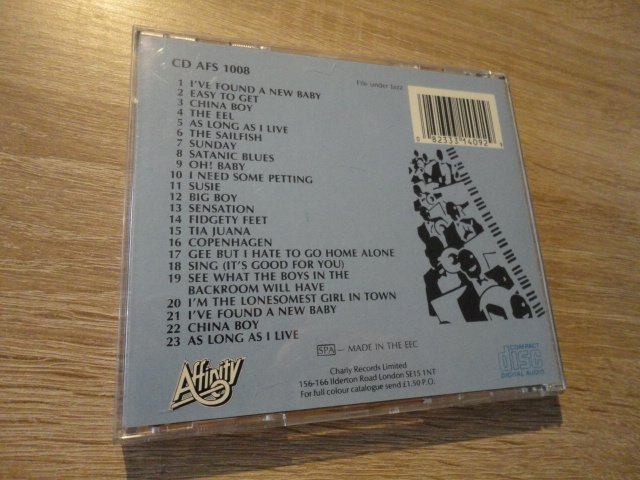 CD AFS 1008
File under Jazz
0 82333 14092
1 I'VE FOUND A NEW BABY
2 EASY TO GET
3 CHINA BOY
4 THE EEL
5 AS LONG AS I LIVE
6 THE SAILFISH
7 SUNDAY
8 SATANIC BLUES
9 OH! BABY
10 I NEED SOME PETTING
11 SUSIE
12 BIG BOY
13 SENSATION
14 FIDGETY FEET
15 TIA JUANA
16 COPENHAGEN
17 GEE BUT I HATE TO GO HOME ALONE
18 SING (IT'S GOOD FOR YOU)
19 SEE WHAT THE BOYS IN THE
BACKROOM WILL HAVE
20 I'M THE LONESOMEST GIRL IN TOWN
21 I'VE FOUND A NEW BABY
22 CHINA BOY
23 AS LONG AS I LIVE
SPA – MADE IN THE EEC
Affinity
Charly Records Limited
156-166 Ilderton Road London SE15 1NT
For full colour catalogue send £1.50 P.O.
COMPACT
disc
DIGITAL AUDIO